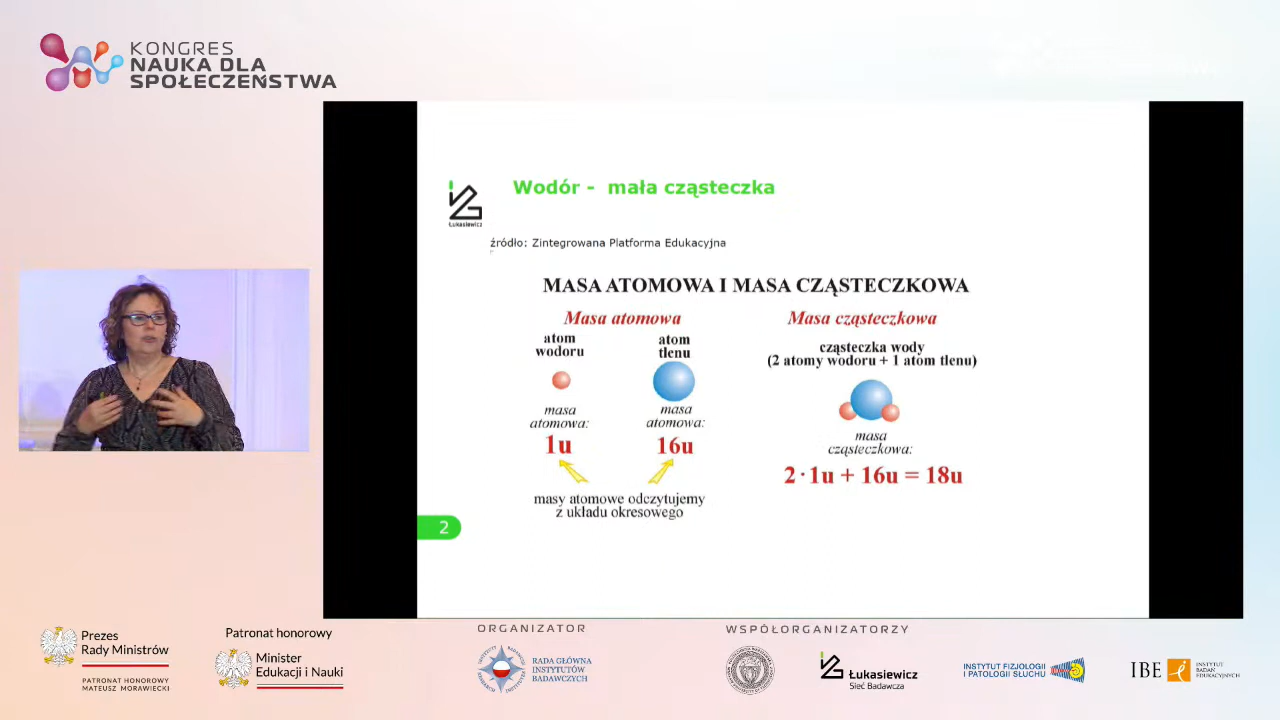 KONGRES
NAUKA DLA
SPOŁECZEŃSTWA
Łukasiewicz
Wodór - mała cząsteczka
źródło: Zintegrowana Platforma Edukacyjna
MASA ATOMOWA I MASA CZĄSTECZKOWA
Masa atomowa
Masa cząsteczkowa
atom
wodoru
atom
tlenu
cząsteczka wody
(2 atomy wodoru + 1 atom tlenu)
masa
atomowa:
1u
masa
atomowa:
16u
masa
cząsteczkowa:
2·1u + 16u = 18u
masy atomowe odczytujemy
z układu okresowego
2
Prezes
Rady Ministrów
PATRONAT HONOROWY
MATEUSZ MORAWIECKI
Patronat honorowy
Minister
Edukacji i Nauki
ORGANIZATOR
RADA GŁÓWNA
INSTYTUTÓW
BADAWCZYCH
WSPÓŁORGANIZATORZY
Łukasiewicz
Sieć Badawcza
INSTYTUT FIZJOLOGII
I PATOLOGII SŁUCHU
IBE
INSTYTUT
BADAŃ
EDUKACYJNYCH